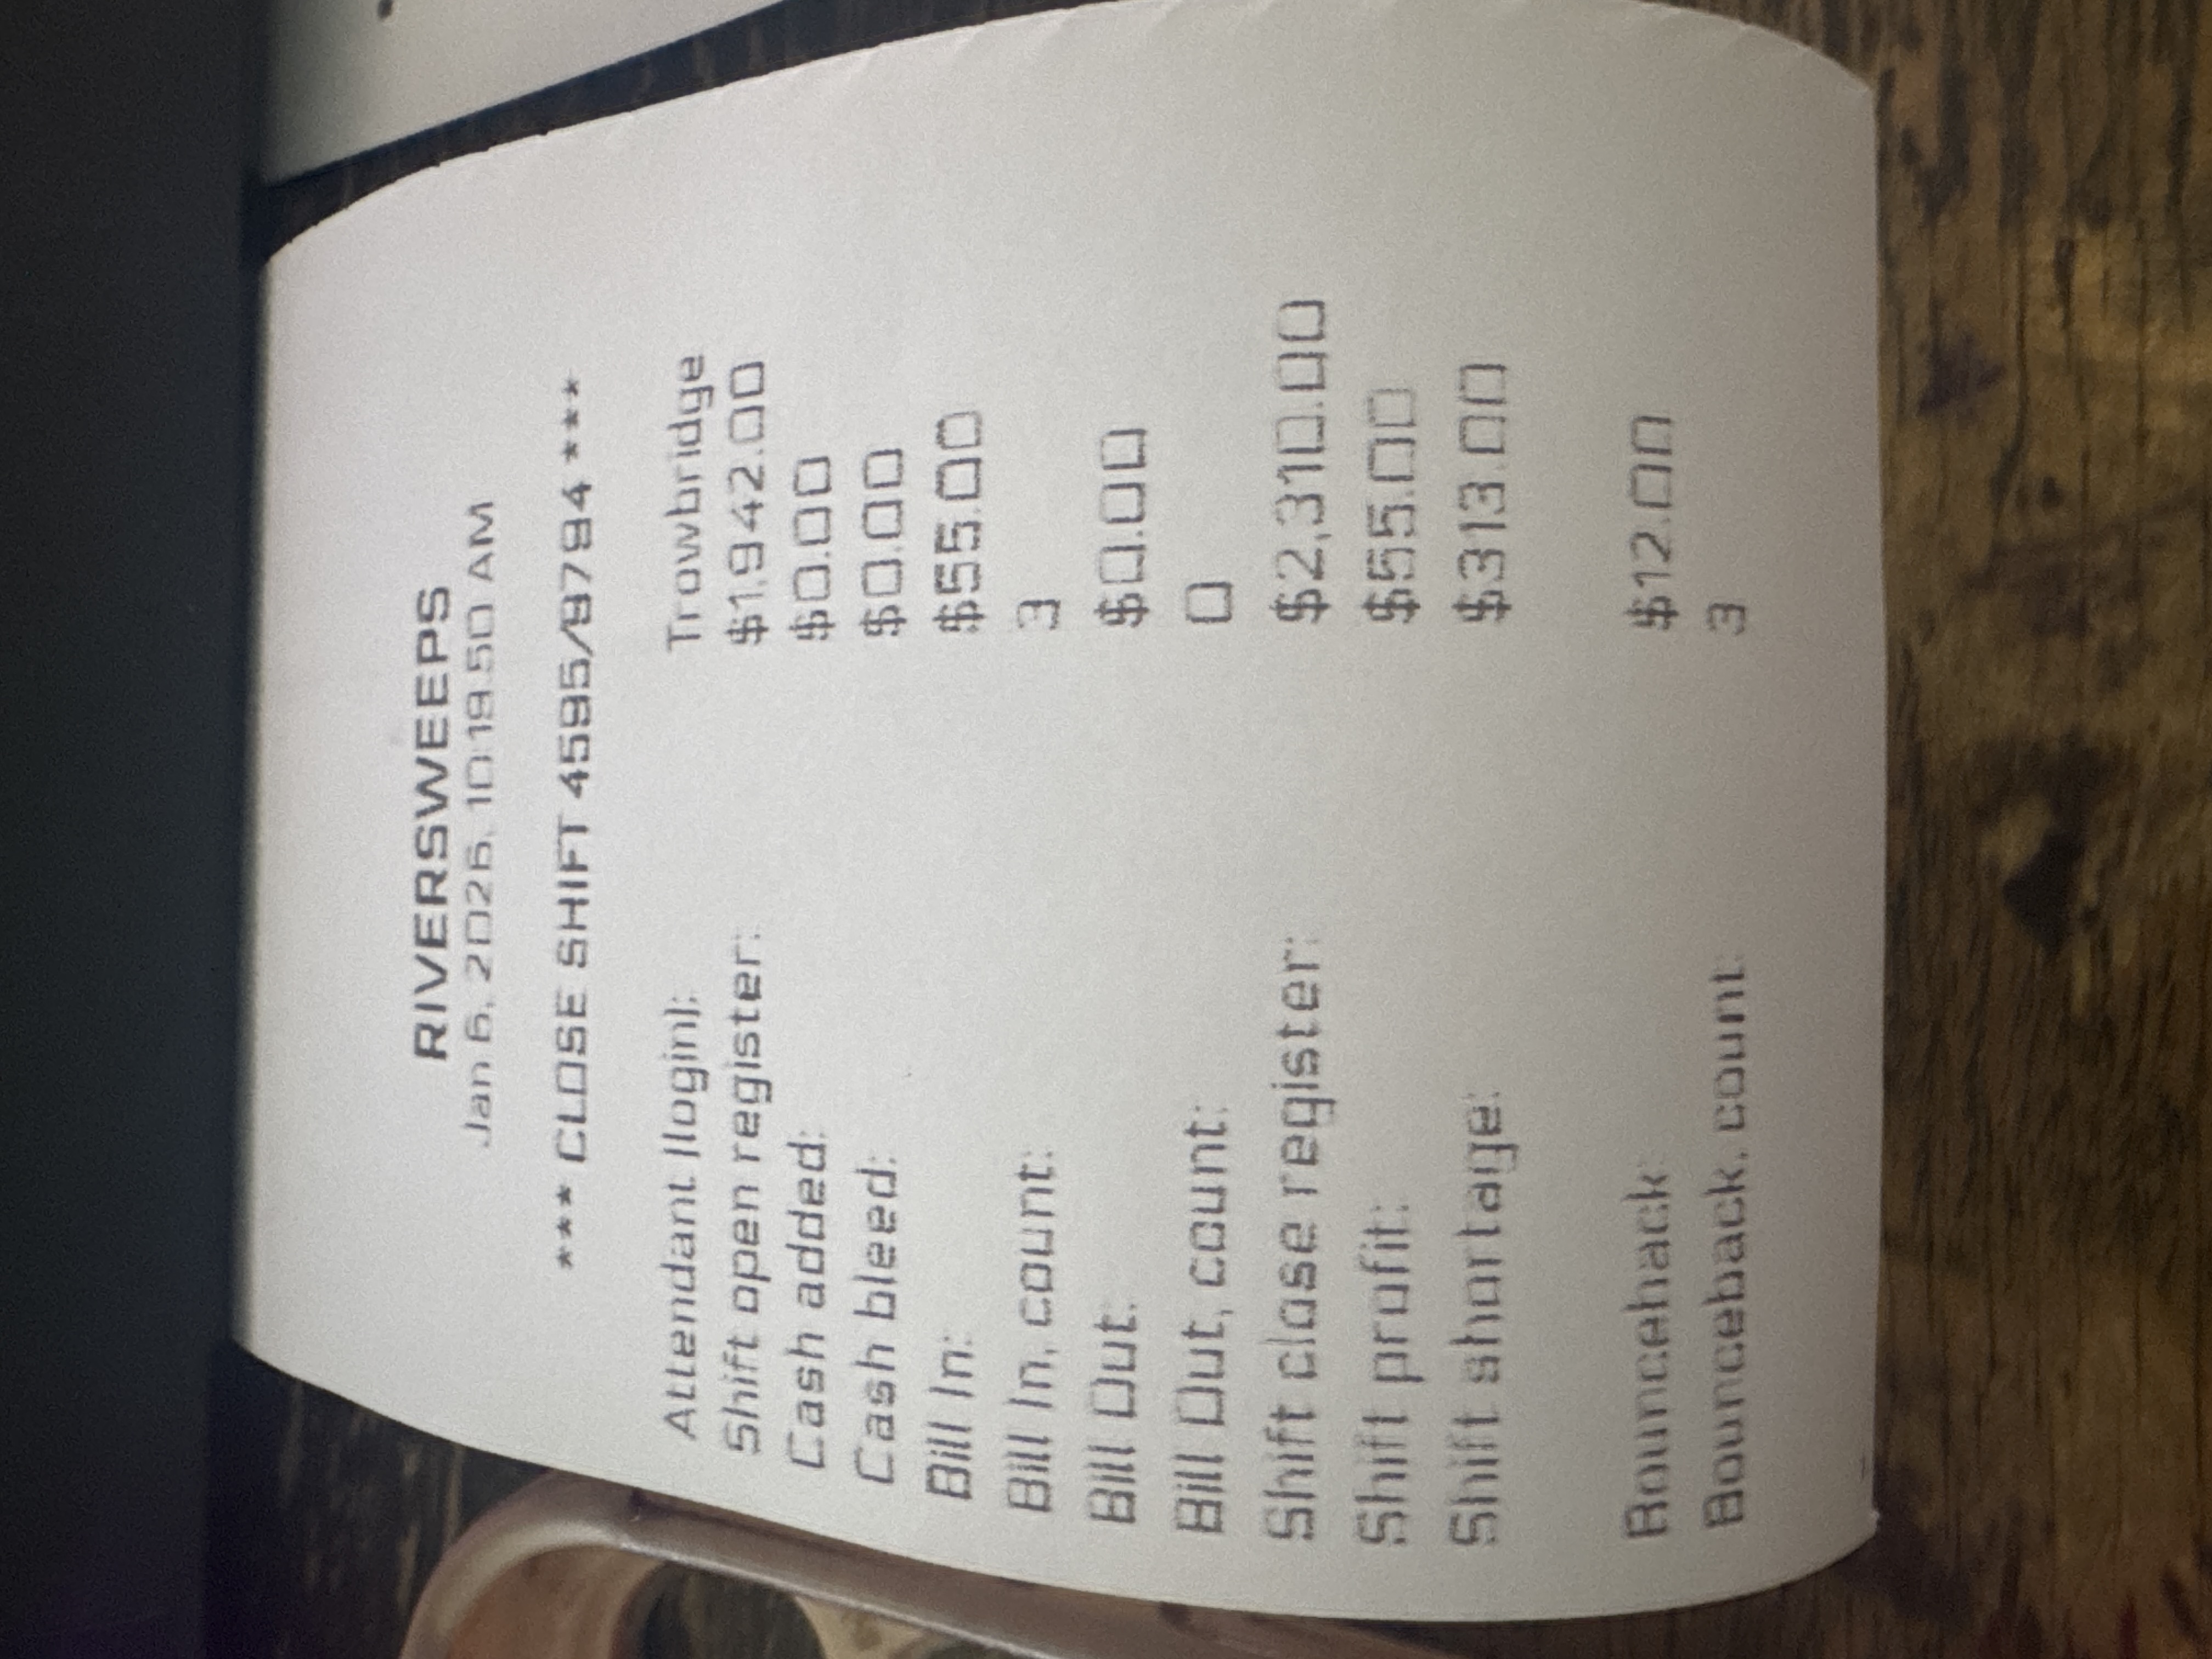 RIVERSWEEPS
Jan 6, 2026, 10:19:50 AM
*** CLOSE SHIFT 4595/9794 ***
Attendant (login): Trowbridge
Shift open register: $1,942.00
Cash added: $0.00
Cash bleed: $0.00
Bill In: $55.00
Bill In, count: 3
Bill Out: $0.00
Bill Out, count: 0
Shift close register: $2,310.00
Shift profit: $55.00
Shift shortage: $313.00
Bounceback: $12.00
Bounceback, count: 3